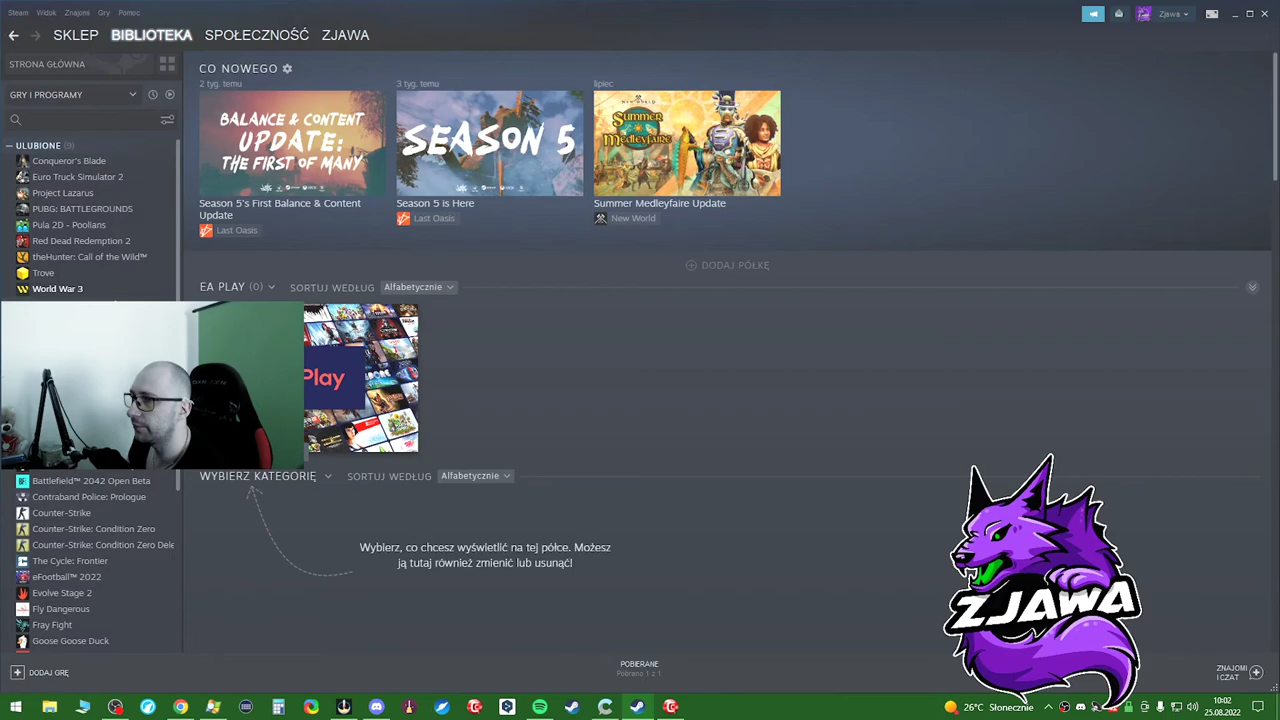 Steam Widok Znajomi Gry Pomoc
Zjawa
SKLEP BIBLIOTEKA SPOŁECZNOŚĆ ZJAWA
STRONA GŁÓWNA
GRY I PROGRAMY
ULUBIONE (9)
Conqueror's Blade
Euro Truck Simulator 2
Project Lazarus
PUBG: BATTLEGROUNDS
Pula 2D - Poolians
Red Dead Redemption 2
theHunter: Call of the Wild™
Trove
World War 3
Battlefield™ 2042 Open Beta
Contraband Police: Prologue
Counter-Strike
Counter-Strike: Condition Zero
Counter-Strike: Condition Zero Dele
The Cycle: Frontier
eFootball™ 2022
Evolve Stage 2
Fly Dangerous
Fray Fight
Goose Goose Duck
DODAJ GRĘ
CO NOWEGO
2 tyg. temu
BALANCE & CONTENT
UPDATE:
THE FIRST OF MANY
Season 5's First Balance & Content
Update
Last Oasis
3 tyg. temu
SEASON 5
Season 5 is Here
Last Oasis
lipiec
SUMMER
MEDLEYFAIRE
Summer Medleyfaire Update
New World
DODAJ PÓŁKĘ
EA PLAY (0) SORTUJ WEDŁUG Alfabetycznie
Play
WYBIERZ KATEGORIĘ SORTUJ WEDŁUG Alfabetycznie
Wybierz, co chcesz wyświetlić na tej półce. Możesz
ją tutaj również zmienić lub usunąć!
ZJAWA
POBIERANE
Pobrano 1 z 1
ZNAJOMI
I CZAT
26°C Słonecznie
10:02
25.08.2022